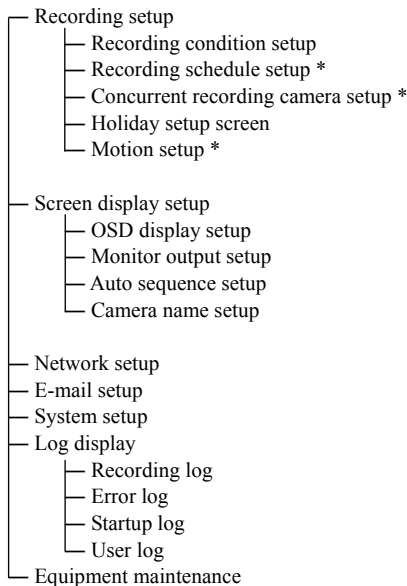 Recording setup
Recording condition setup
Recording schedule setup *
Concurrent recording camera setup *
Holiday setup screen
Motion setup *
Screen display setup
OSD display setup
Monitor output setup
Auto sequence setup
Camera name setup
Network setup
E-mail setup
System setup
Log display
Recording log
Error log
Startup log
User log
Equipment maintenance